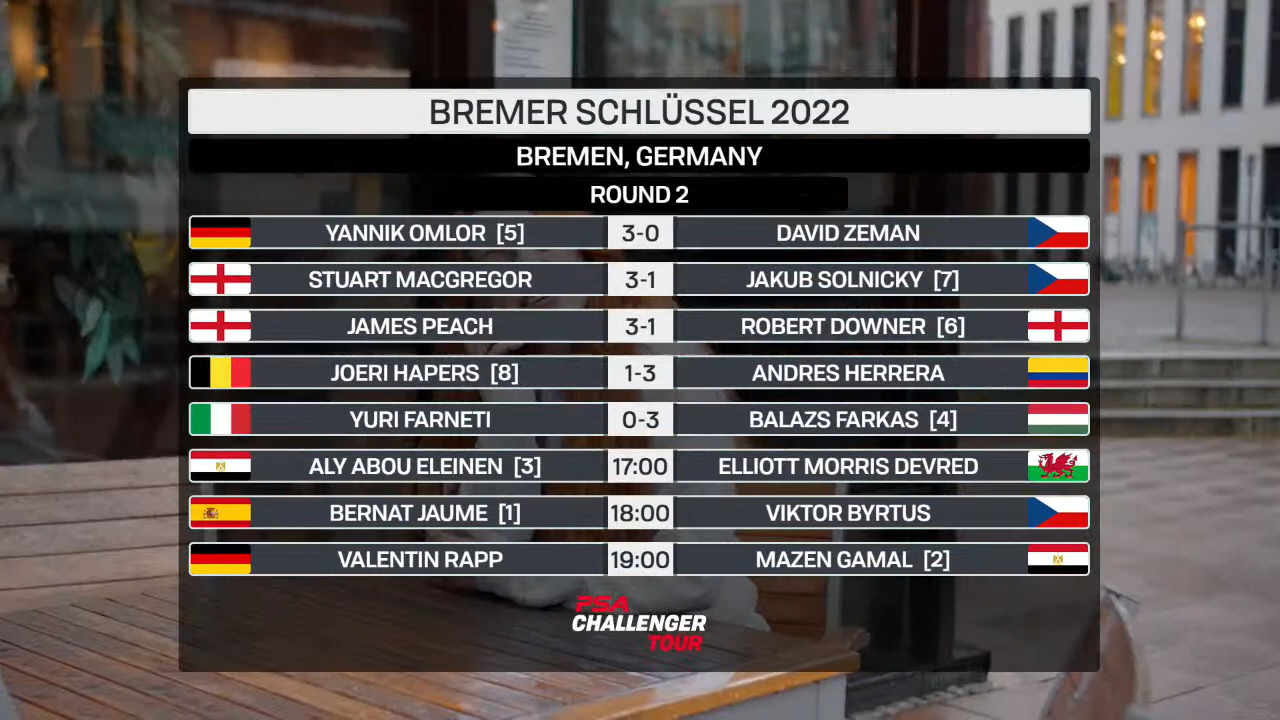 BREMER SCHLÜSSEL 2022
BREMEN, GERMANY
ROUND 2
YANNIK OMLOR [5] 3-0 DAVID ZEMAN
STUART MACGREGOR 3-1 JAKUB SOLNICKY [7]
JAMES PEACH 3-1 ROBERT DOWNER [6]
JOERI HAPERS [8] 1-3 ANDRES HERRERA
YURI FARNETI 0-3 BALAZS FARKAS [4]
ALY ABOU ELEINEN [3] 17:00 ELLIOTT MORRIS DEVRED
BERNAT JAUME [1] 18:00 VIKTOR BYRTUS
VALENTIN RAPP 19:00 MAZEN GAMAL [2]
PSA
CHALLENGER
TOUR